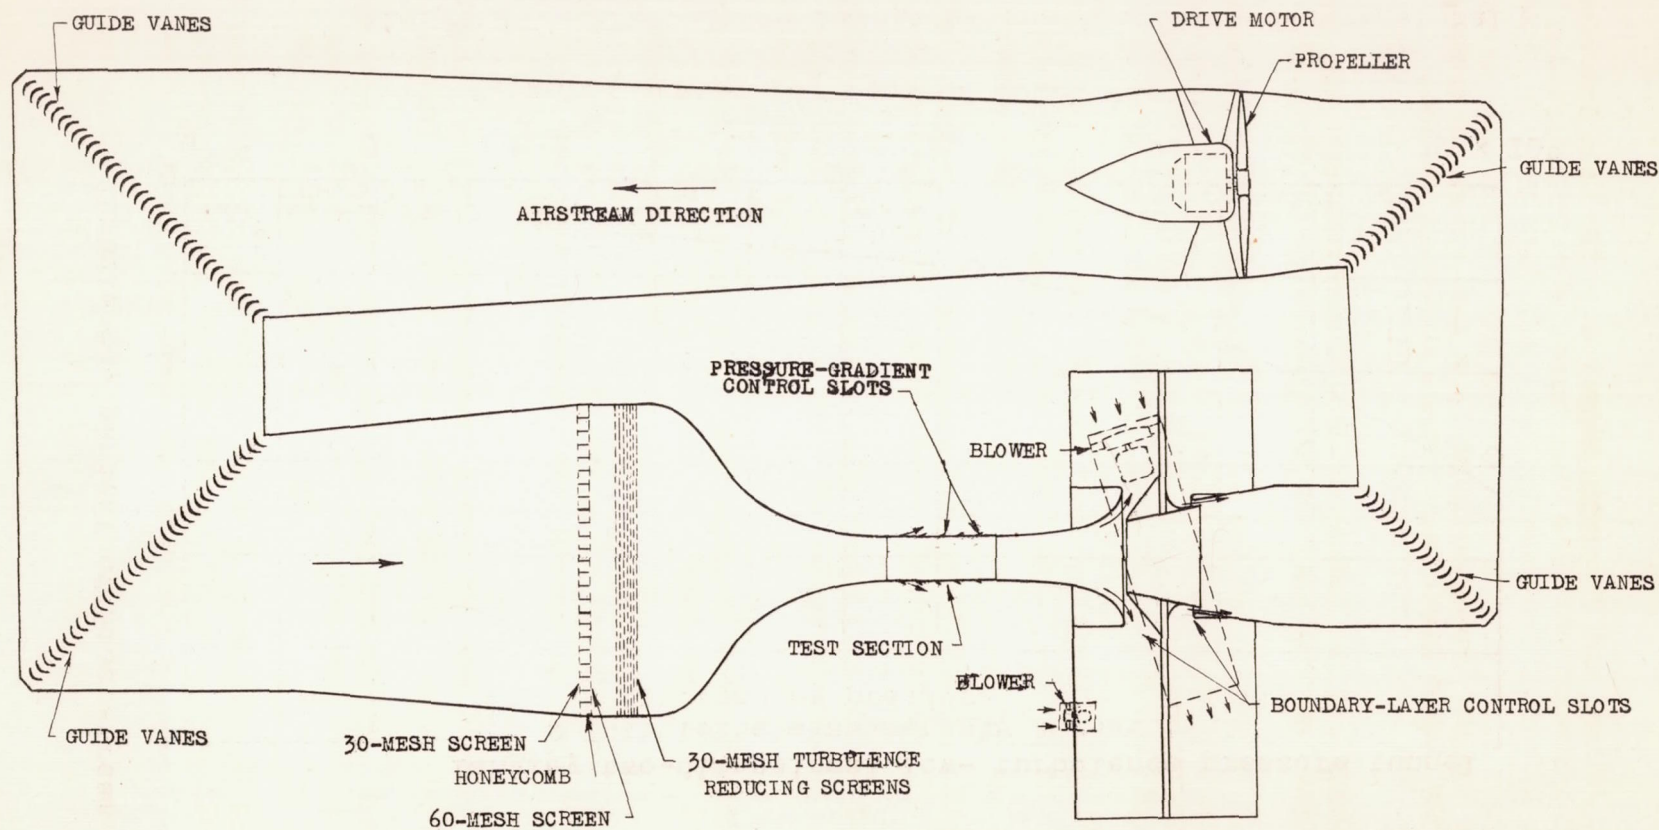 GUIDE VANES
DRIVE MOTOR
PROPELLER
GUIDE VANES
AIRSTREAM DIRECTION
PRESSURE-GRADIENT
CONTROL SLOTS
BLOWER
GUIDE VANES
TEST SECTION
BLOWER
BOUNDARY-LAYER CONTROL SLOTS
GUIDE VANES
30-MESH SCREEN
HONEYCOMB
60-MESH SCREEN
30-MESH TURBULENCE
REDUCING SCREENS